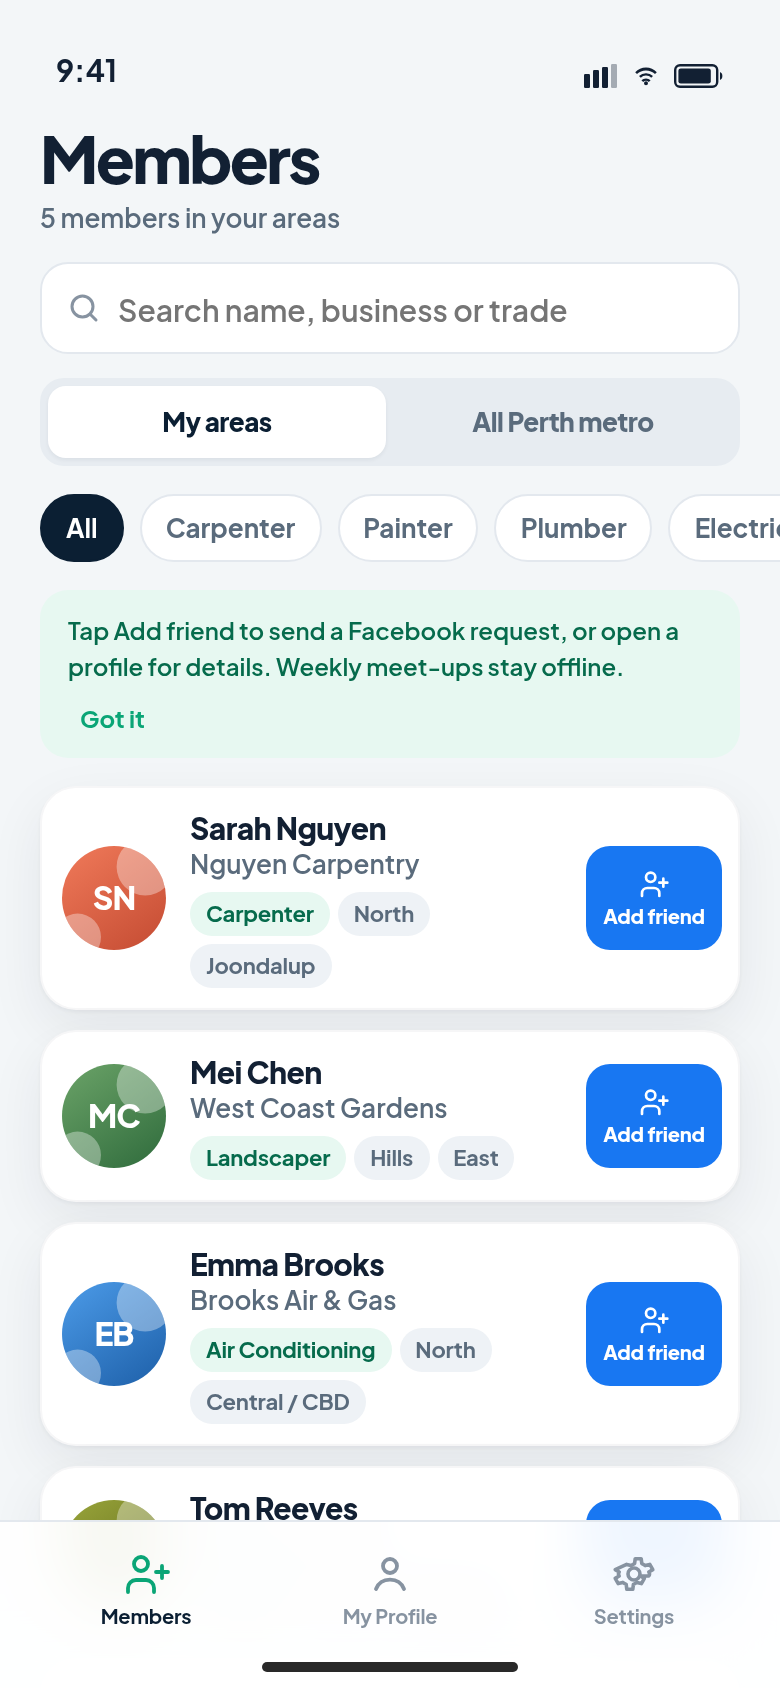 9:41
Members
5 members in your areas
Search name, business or trade
My areas
All Perth metro
All
Carpenter
Painter
Plumber
Electric
Tap Add friend to send a Facebook request, or open a
profile for details. Weekly meet-ups stay offline.
Got it
SN
Sarah Nguyen
Nguyen Carpentry
Carpenter
North
Joondalup
Add friend
MC
Mei Chen
West Coast Gardens
Landscaper
Hills
East
Add friend
EB
Emma Brooks
Brooks Air & Gas
Air Conditioning
North
Central / CBD
Add friend
Tom Reeves
Members
My Profile
Settings